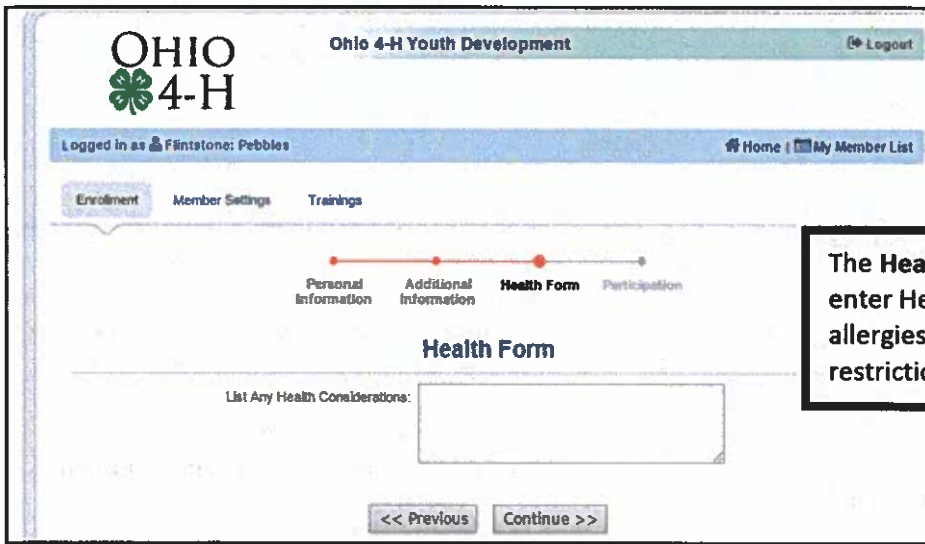 OHIO
4-H
Ohio 4-H Youth Development
Logout
Logged in as Flintstone: Pebbles
Home | My Member List
Enrollment Member Settings Trainings
Personal Information
Additional Information
Health Form
Participation
Health Form
List Any Health Considerations:
<< Previous Continue >>
The Hea
enter He
allergies
restrictio